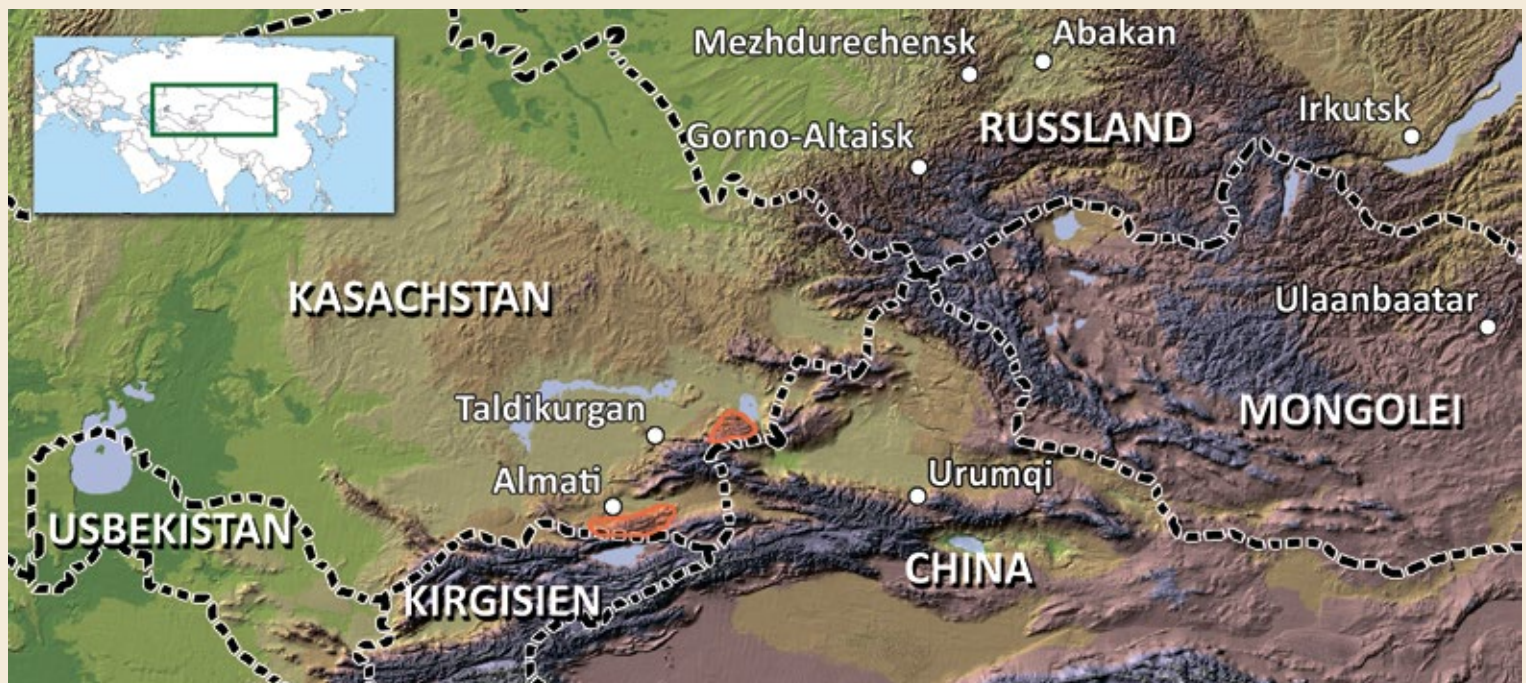 Mezhdurechensk
Abakan
Irkutsk
Gorno-Altaisk
RUSSLAND
KASACHSTAN
Ulaanbaatar
Taldikurgan
MONGOLEI
Almati
Urumqi
USBEKISTAN
CHINA
KIRGISIEN